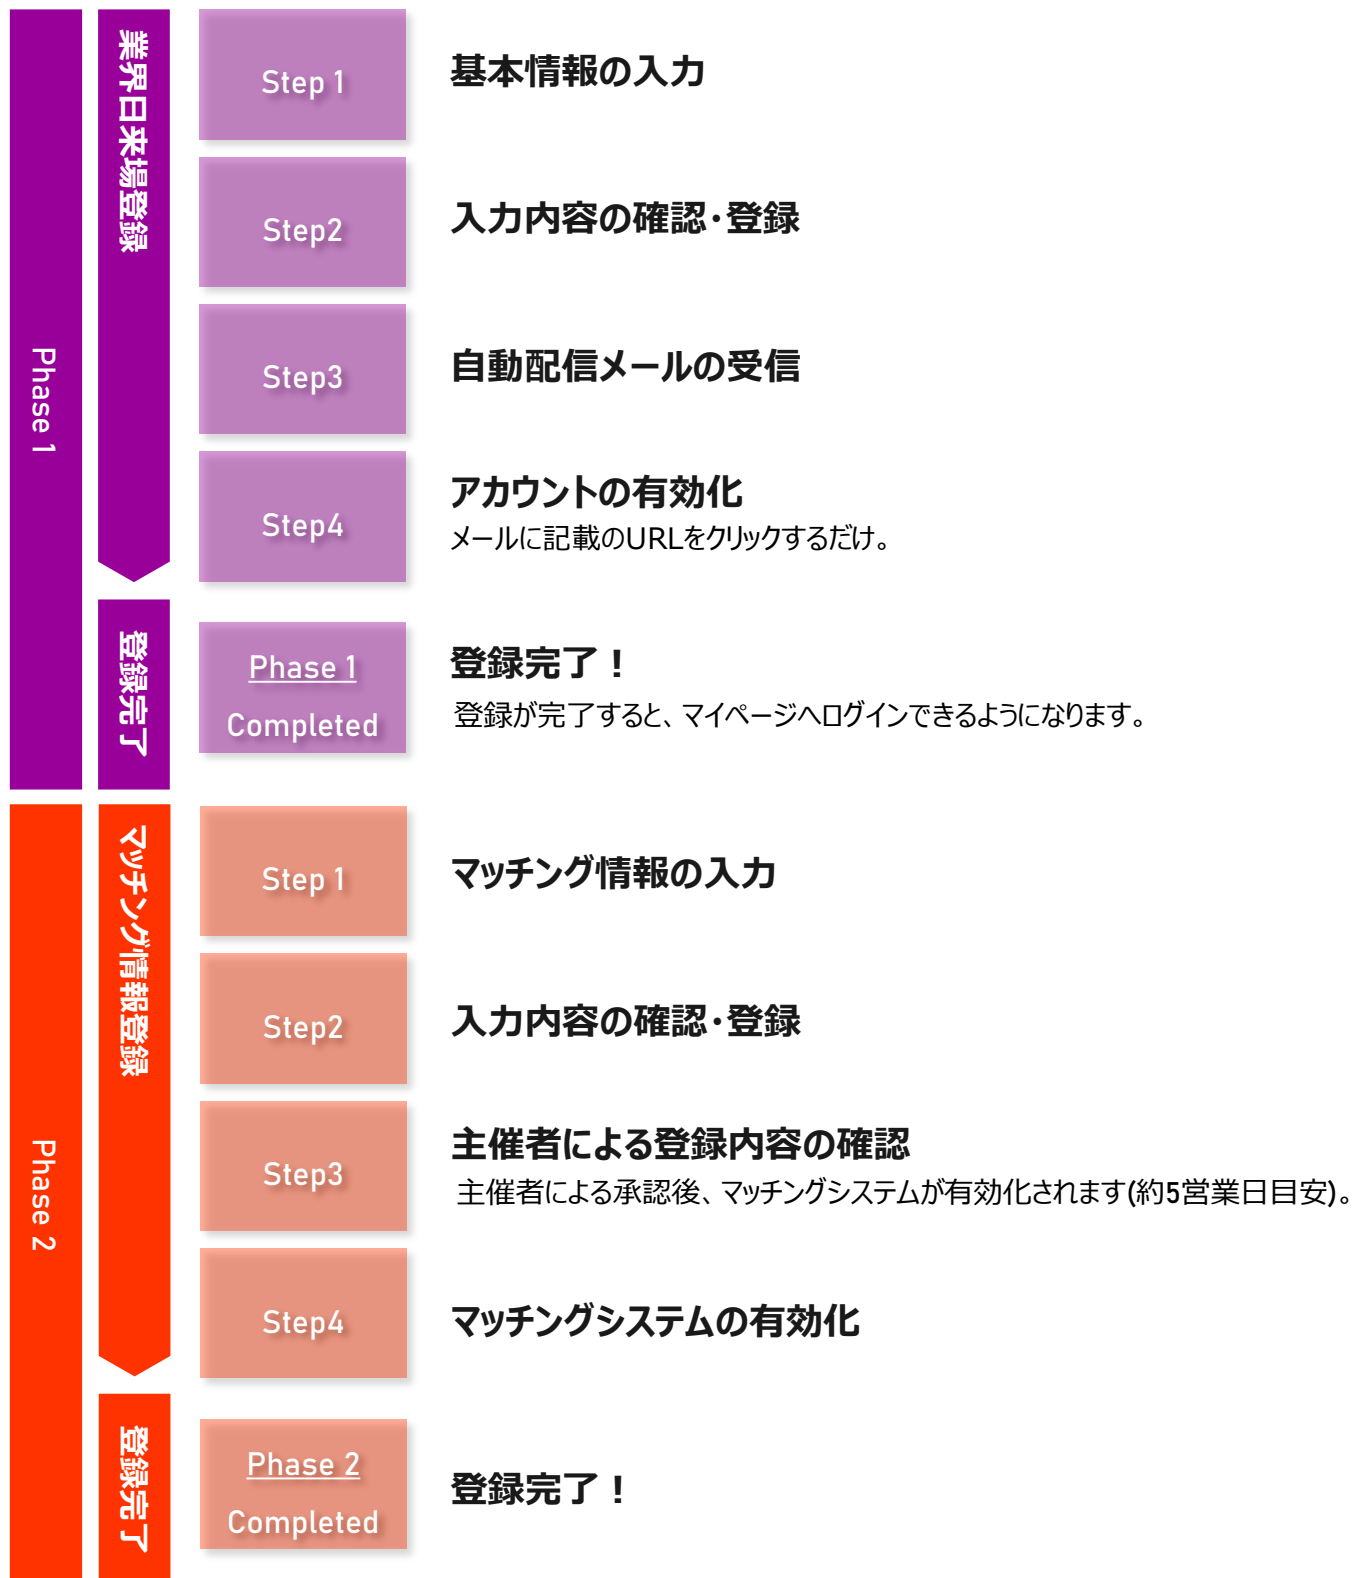 Phase 1
業界日来場登録
Step 1
基本情報の入力
Step2
入力内容の確認・登録
Step3
自動配信メールの受信
Step4
アカウントの有効化
メールに記載のURLをクリックするだけ。
登録完了
Phase 1
Completed
登録完了！
登録が完了すると、マイページへログインできるようになります。
Phase 2
マッチング情報登録
Step 1
マッチング情報の入力
Step2
入力内容の確認・登録
Step3
主催者による登録内容の確認
主催者による承認後、マッチングシステムが有効化されます(約5営業日目安)。
Step4
マッチングシステムの有効化
登録完了
Phase 2
Completed
登録完了！